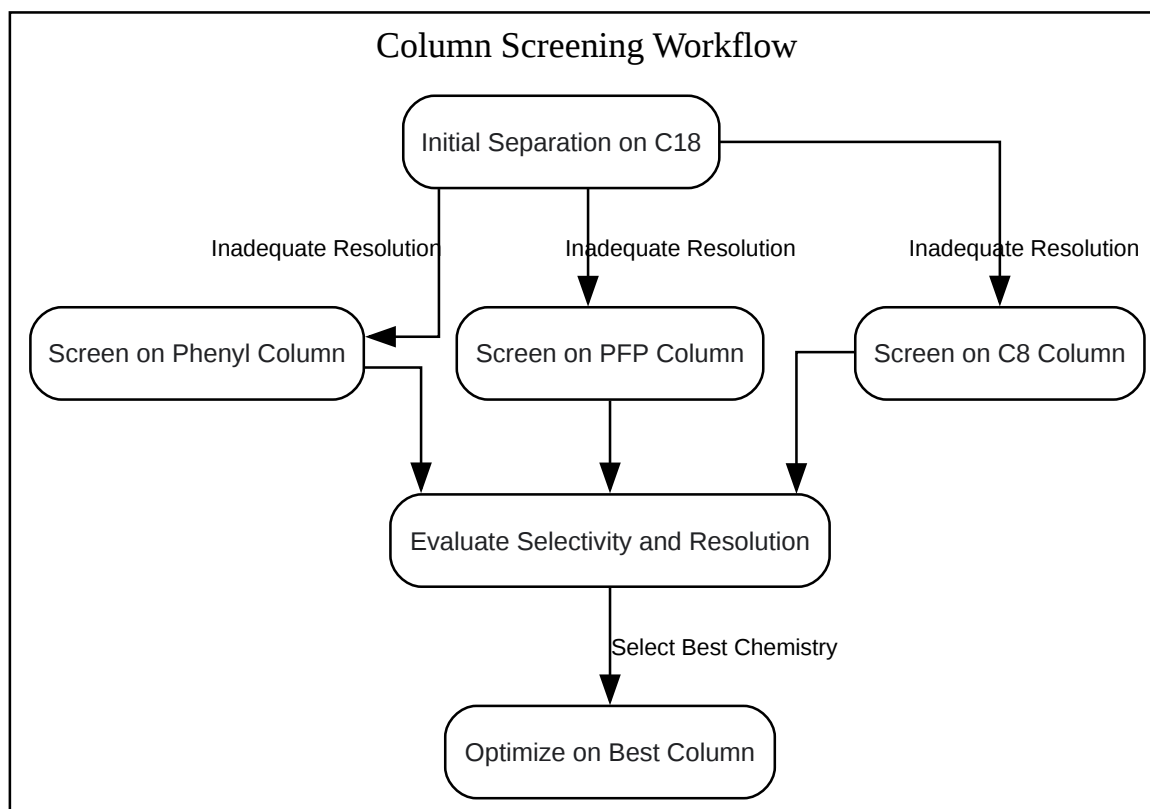 Column Screening Workflow
Initial Separation on C18
Inadequate Resolution
Inadequate Resolution
Inadequate Resolution
Screen on Phenyl Column
Screen on PFP Column
Screen on C8 Column
Evaluate Selectivity and Resolution
Select Best Chemistry
Optimize on Best Column